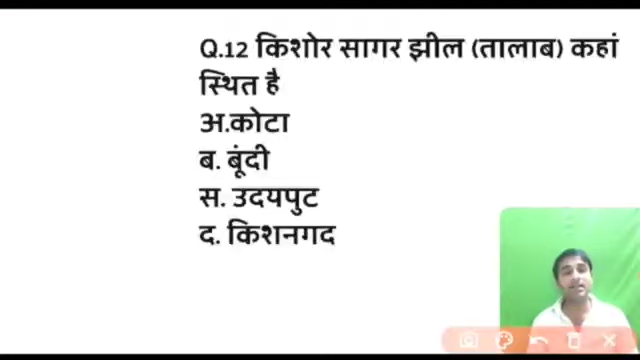 Q.12 किशोर सागर झील (तालाब) कहां
स्थित है
अ.कोटा
ब. बूंदी
स. उदयपुट
द. किशनगद